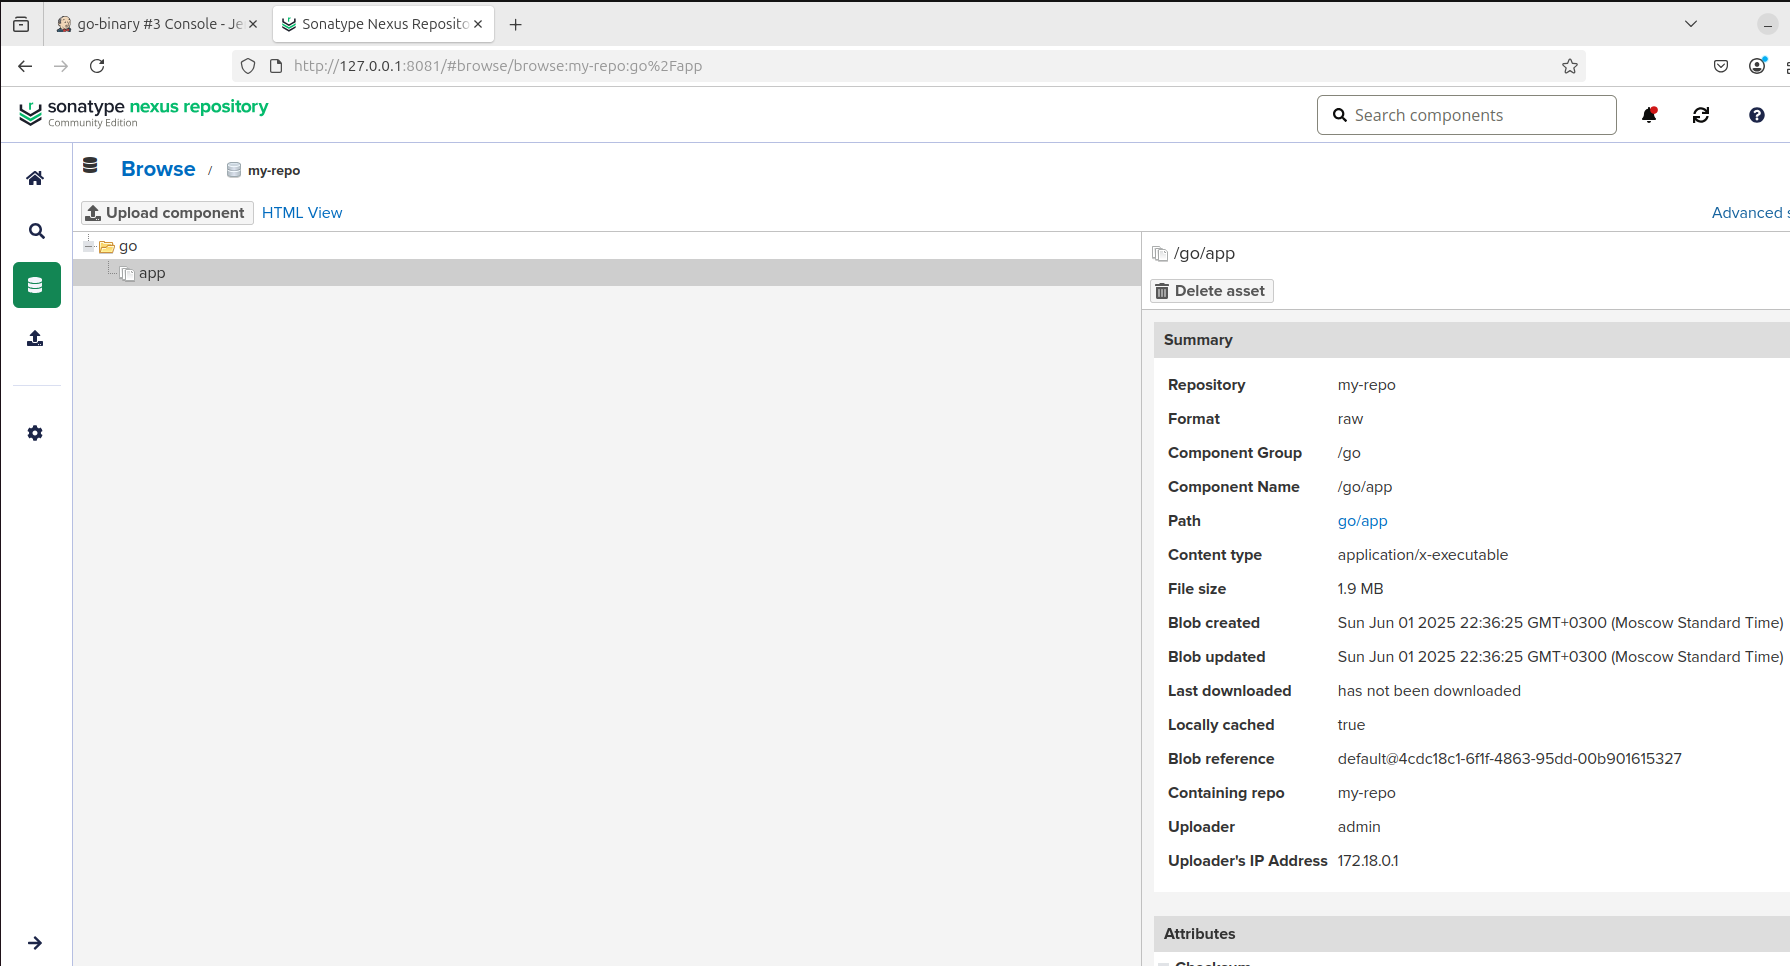 go-binary #3 Console - Je
Sonatype Nexus Reposito
http://127.0.0.1:8081/#browse/browse:my-repo:go%2Fapp
sonatype nexus repository
Community Edition
Search components
Browse / my-repo
Upload component HTML View
Advanced s
go
app
/go/app
Delete asset
Summary
Repository my-repo
Format raw
Component Group /go
Component Name /go/app
Path go/app
Content type application/x-executable
File size 1.9 MB
Blob created Sun Jun 01 2025 22:36:25 GMT+0300 (Moscow Standard Time)
Blob updated Sun Jun 01 2025 22:36:25 GMT+0300 (Moscow Standard Time)
Last downloaded has not been downloaded
Locally cached true
Blob reference default@4cdc18c1-6f1f-4863-95dd-00b901615327
Containing repo my-repo
Uploader admin
Uploader's IP Address 172.18.0.1
Attributes
Checksum